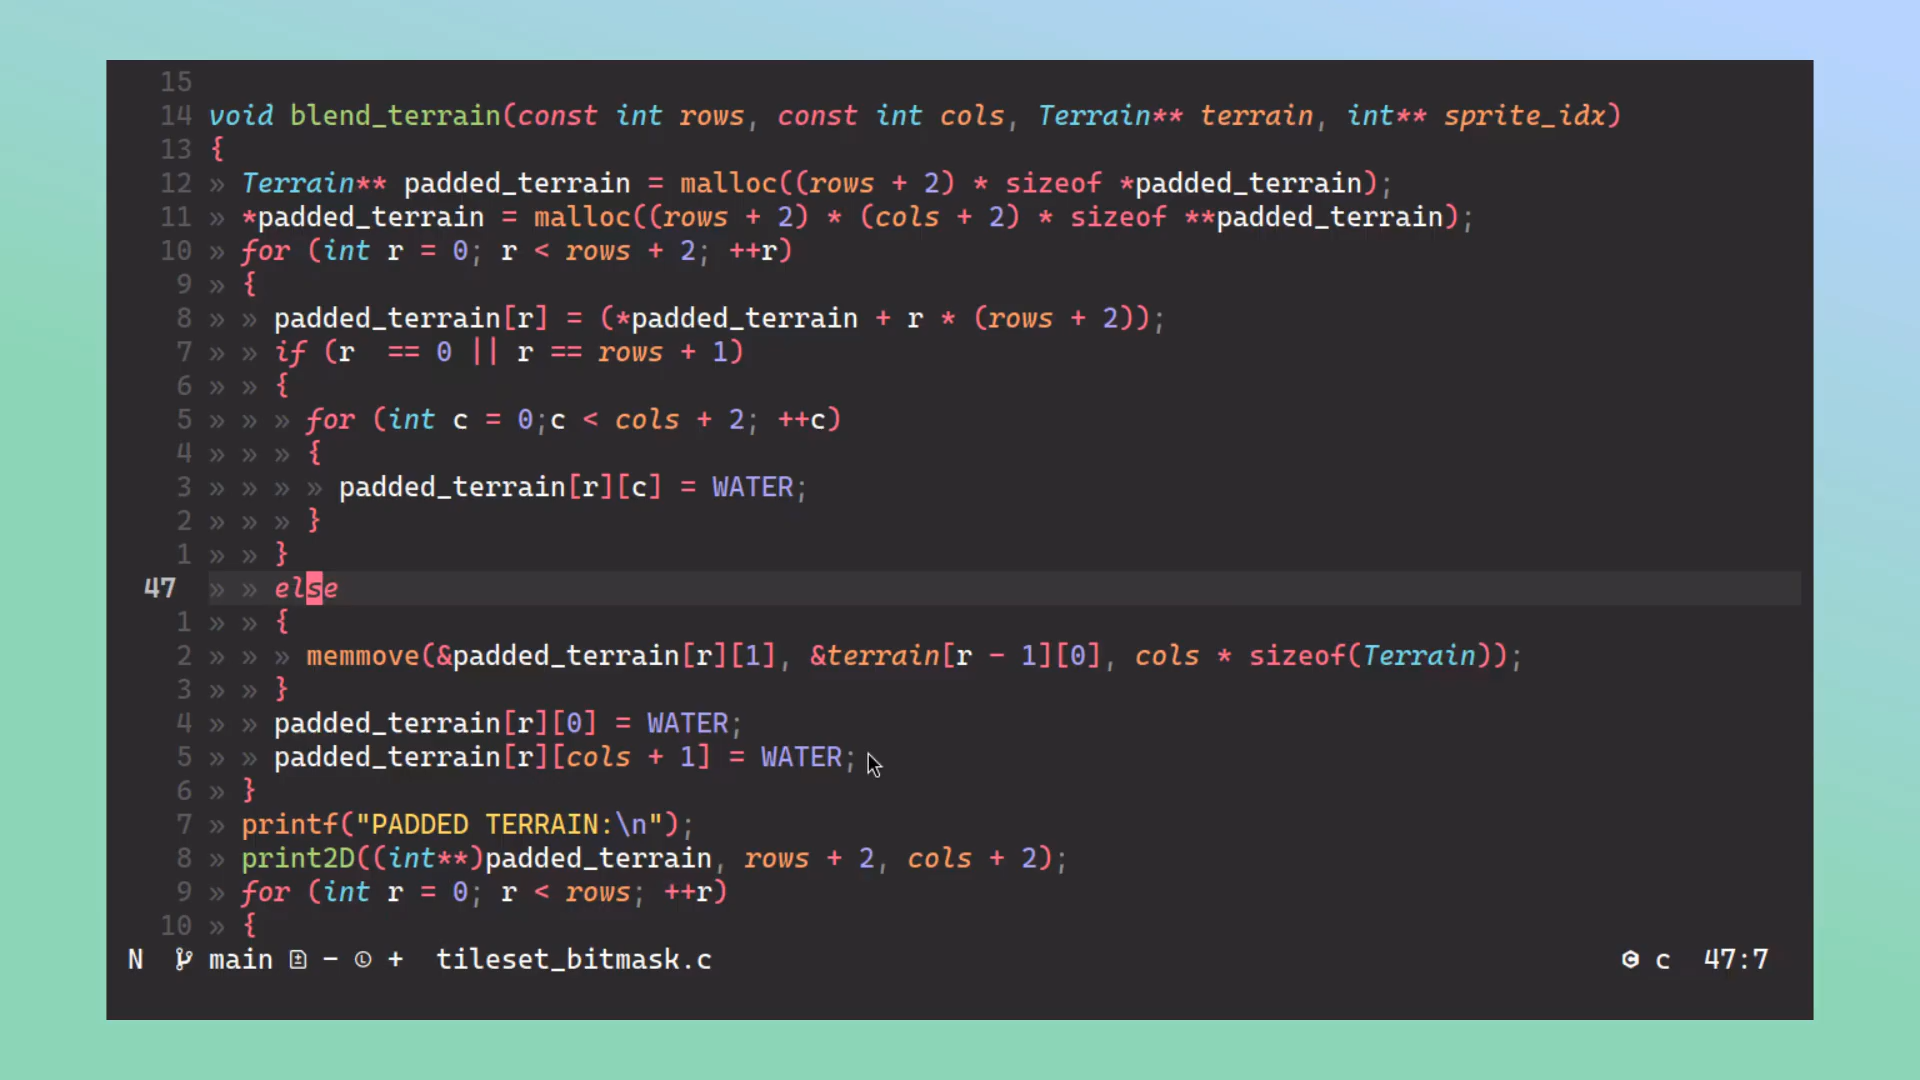 15
14 void blend_terrain(const int rows, const int cols, Terrain** terrain, int** sprite_idx)
13 {
12 » Terrain** padded_terrain = malloc((rows + 2) * sizeof *padded_terrain);
11 » *padded_terrain = malloc((rows + 2) * (cols + 2) * sizeof **padded_terrain);
10 » for (int r = 0; r < rows + 2; ++r)
9 » {
8 » » padded_terrain[r] = (*padded_terrain + r * (rows + 2));
7 » » if (r  == 0 || r == rows + 1)
6 » » {
5 » » » for (int c = 0;c < cols + 2; ++c)
4 » » » {
3 » » » » padded_terrain[r][c] = WATER;
2 » » » }
1 » » }
47 » » else
1 » » {
2 » » » memmove(&padded_terrain[r][1], &terrain[r - 1][0], cols * sizeof(Terrain));
3 » » }
4 » » padded_terrain[r][0] = WATER;
5 » » padded_terrain[r][cols + 1] = WATER;
6 » }
7 » printf("PADDED TERRAIN:\n");
8 » print2D((int**)padded_terrain, rows + 2, cols + 2);
9 » for (int r = 0; r < rows; ++r)
10 » {
N main - + tileset_bitmask.c c 47:7